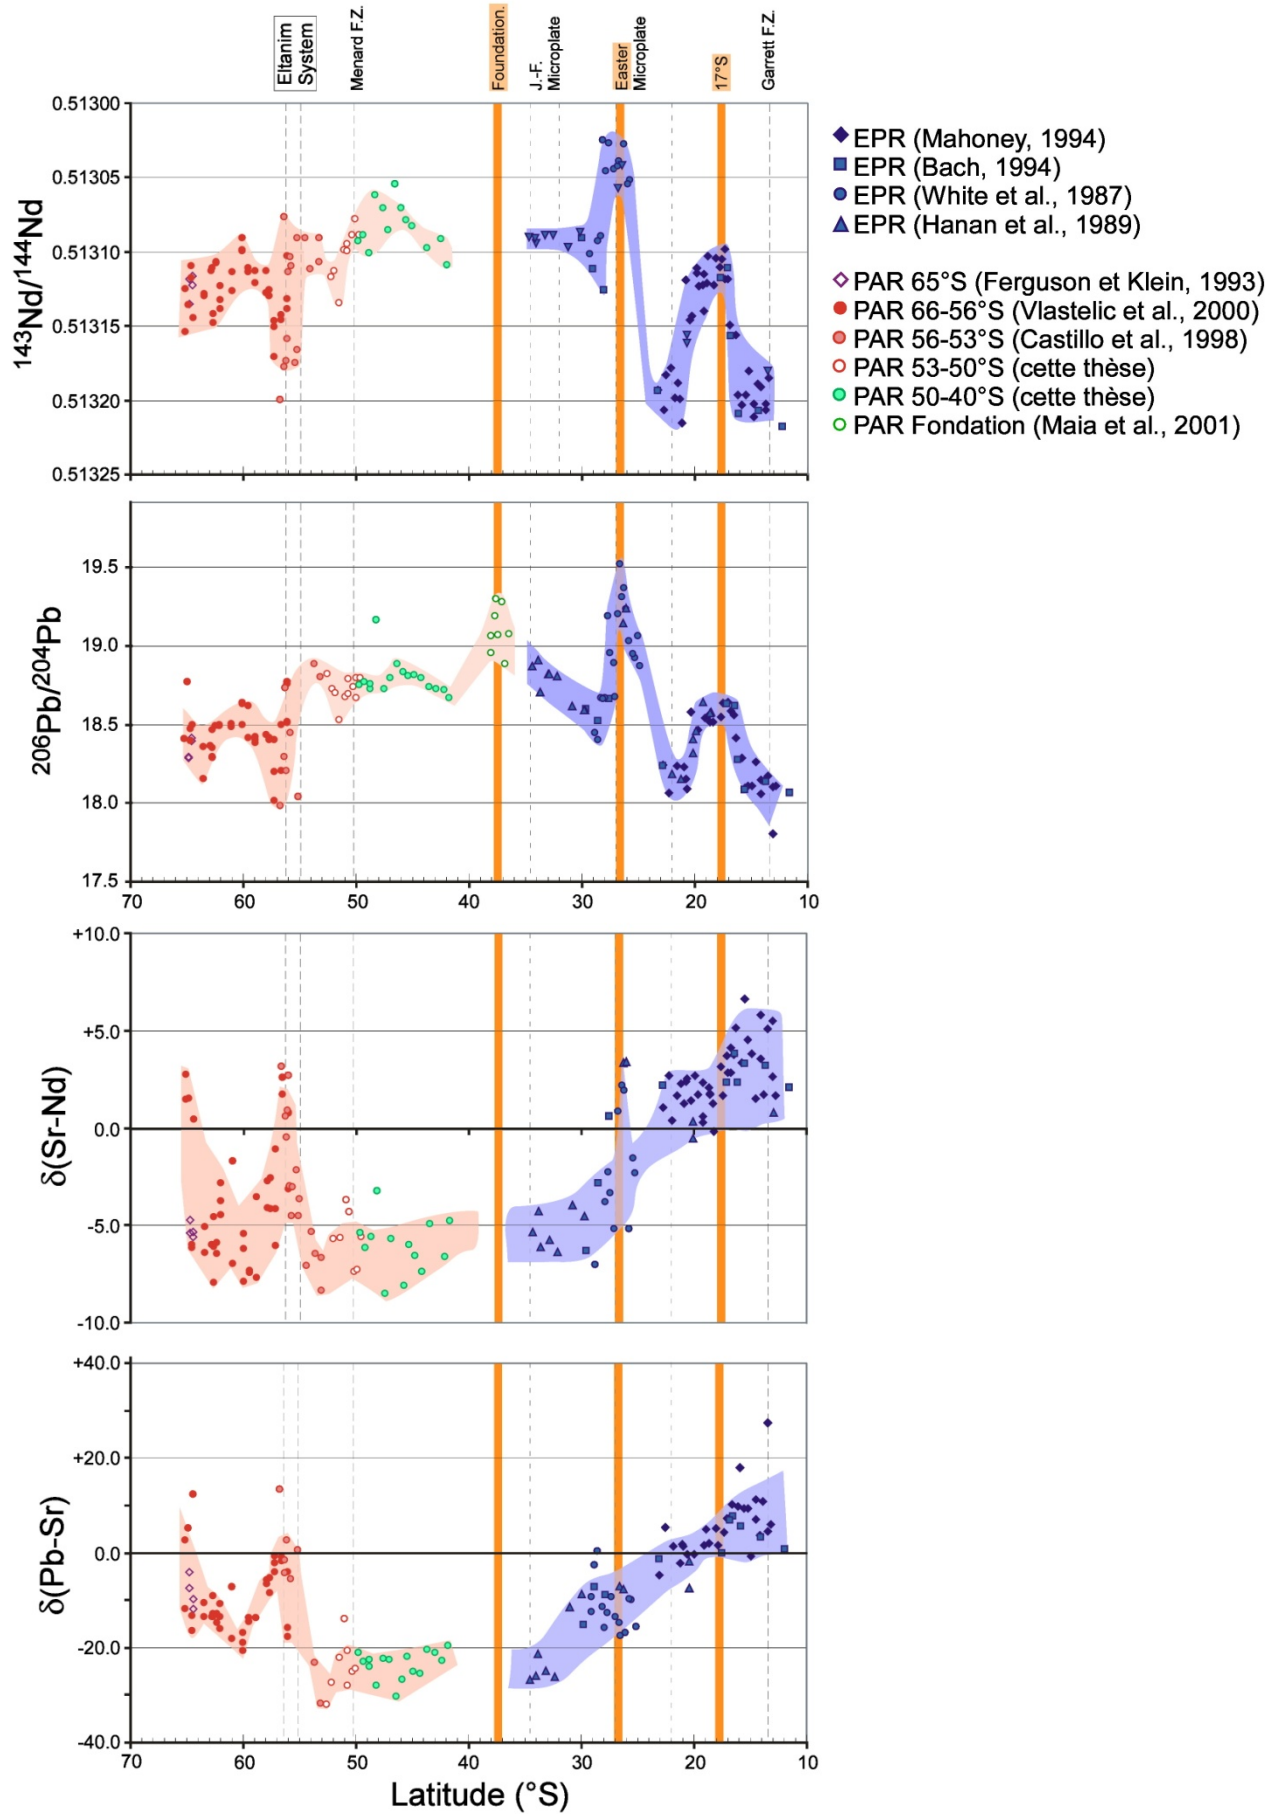 Eltanim
System
Menard F.Z.
Foundation.
J.-F.
Microplate
Easter
Microplate
17°S
Garrett F.Z.
143Nd/144Nd
0.51300
0.51305
0.51310
0.51315
0.51320
0.51325
EPR (Mahoney, 1994)
EPR (Bach, 1994)
EPR (White et al., 1987)
EPR (Hanan et al., 1989)
PAR 65°S (Ferguson et Klein, 1993)
PAR 66-56°S (Vlastelic et al., 2000)
PAR 56-53°S (Castillo et al., 1998)
PAR 53-50°S (cette thèse)
PAR 50-40°S (cette thèse)
PAR Fondation (Maia et al., 2001)
206Pb/204Pb
19.5
19.0
18.5
18.0
17.5
70 60 50 40 30 20 10
δ(Sr-Nd)
+10.0
+5.0
0.0
-5.0
-10.0
δ(Pb-Sr)
+40.0
+20.0
0.0
-20.0
-40.0
70 60 50 40 30 20 10
Latitude (°S)